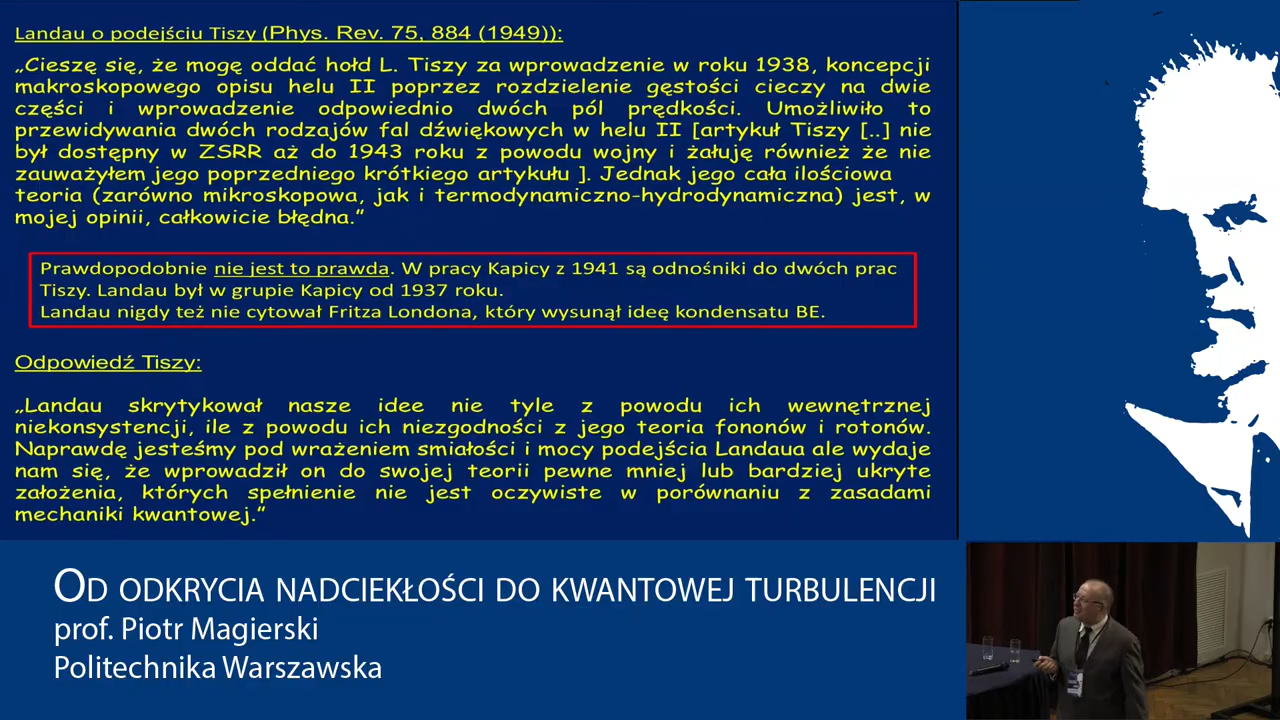 Landau o podejściu Tiszy (Phys. Rev. 75, 884 (1949)):
„Cieszę się, że mogę oddać hołd L. Tiszy za wprowadzenie w roku 1938, koncepcji
makroskopowego opisu helu II poprzez rozdzielenie gęstości cieczy na dwie
części i wprowadzenie odpowiednio dwóch pól prędkości. Umożliwiło to
przewidywania dwóch rodzajów fal dźwiękowych w helu II [artykuł Tiszy [..] nie
był dostępny w ZSRR aż do 1943 roku z powodu wojny i żałuję również że nie
zauważyłem jego poprzedniego krótkiego artykułu ]. Jednak jego cała ilościowa
teoria (zarówno mikroskopowa, jak i termodynamiczno-hydrodynamiczna) jest, w
mojej opinii, całkowicie błędna.”
Prawdopodobnie nie jest to prawda. W pracy Kapicy z 1941 są odnośniki do dwóch prac
Tiszy. Landau był w grupie Kapicy od 1937 roku.
Landau nigdy też nie cytował Fritza Londona, który wysunął ideę kondensatu BE.
Odpowiedź Tiszy:
„Landau skrytykował nasze idee nie tyle z powodu ich wewnętrznej
niekonsystencji, ile z powodu ich niezgodności z jego teoria fononów i rotonów.
Naprawdę jesteśmy pod wrażeniem smiałości i mocy podejścia Landaua ale wydaje
nam się, że wprowadził on do swojej teorii pewne mniej lub bardziej ukryte
założenia, których spełnienie nie jest oczywiste w porównaniu z zasadami
mechaniki kwantowej.”
OD ODKRYCIA NADCIEKŁOŚCI DO KWANTOWEJ TURBULENCJI
prof. Piotr Magierski
Politechnika Warszawska